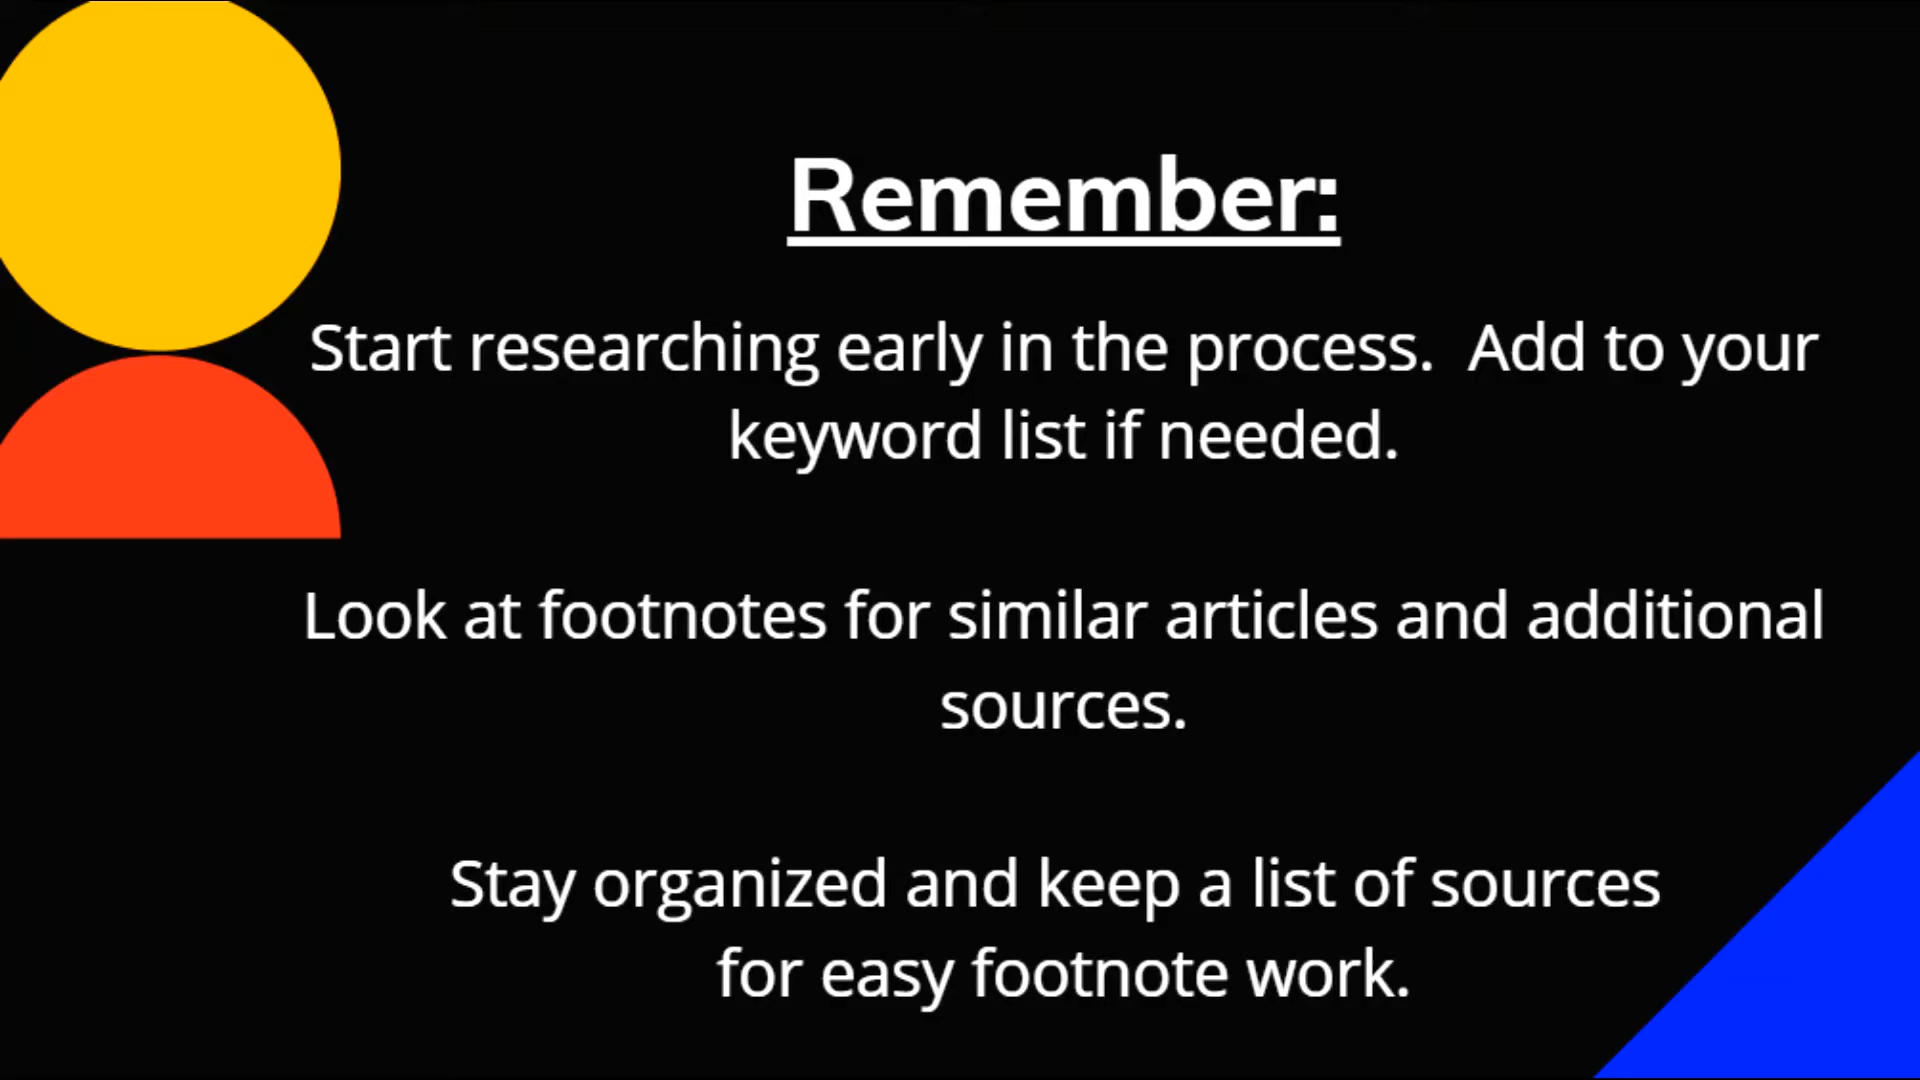 Remember:
Start researching early in the process.  Add to your
keyword list if needed.
Look at footnotes for similar articles and additional
sources.
Stay organized and keep a list of sources
for easy footnote work.